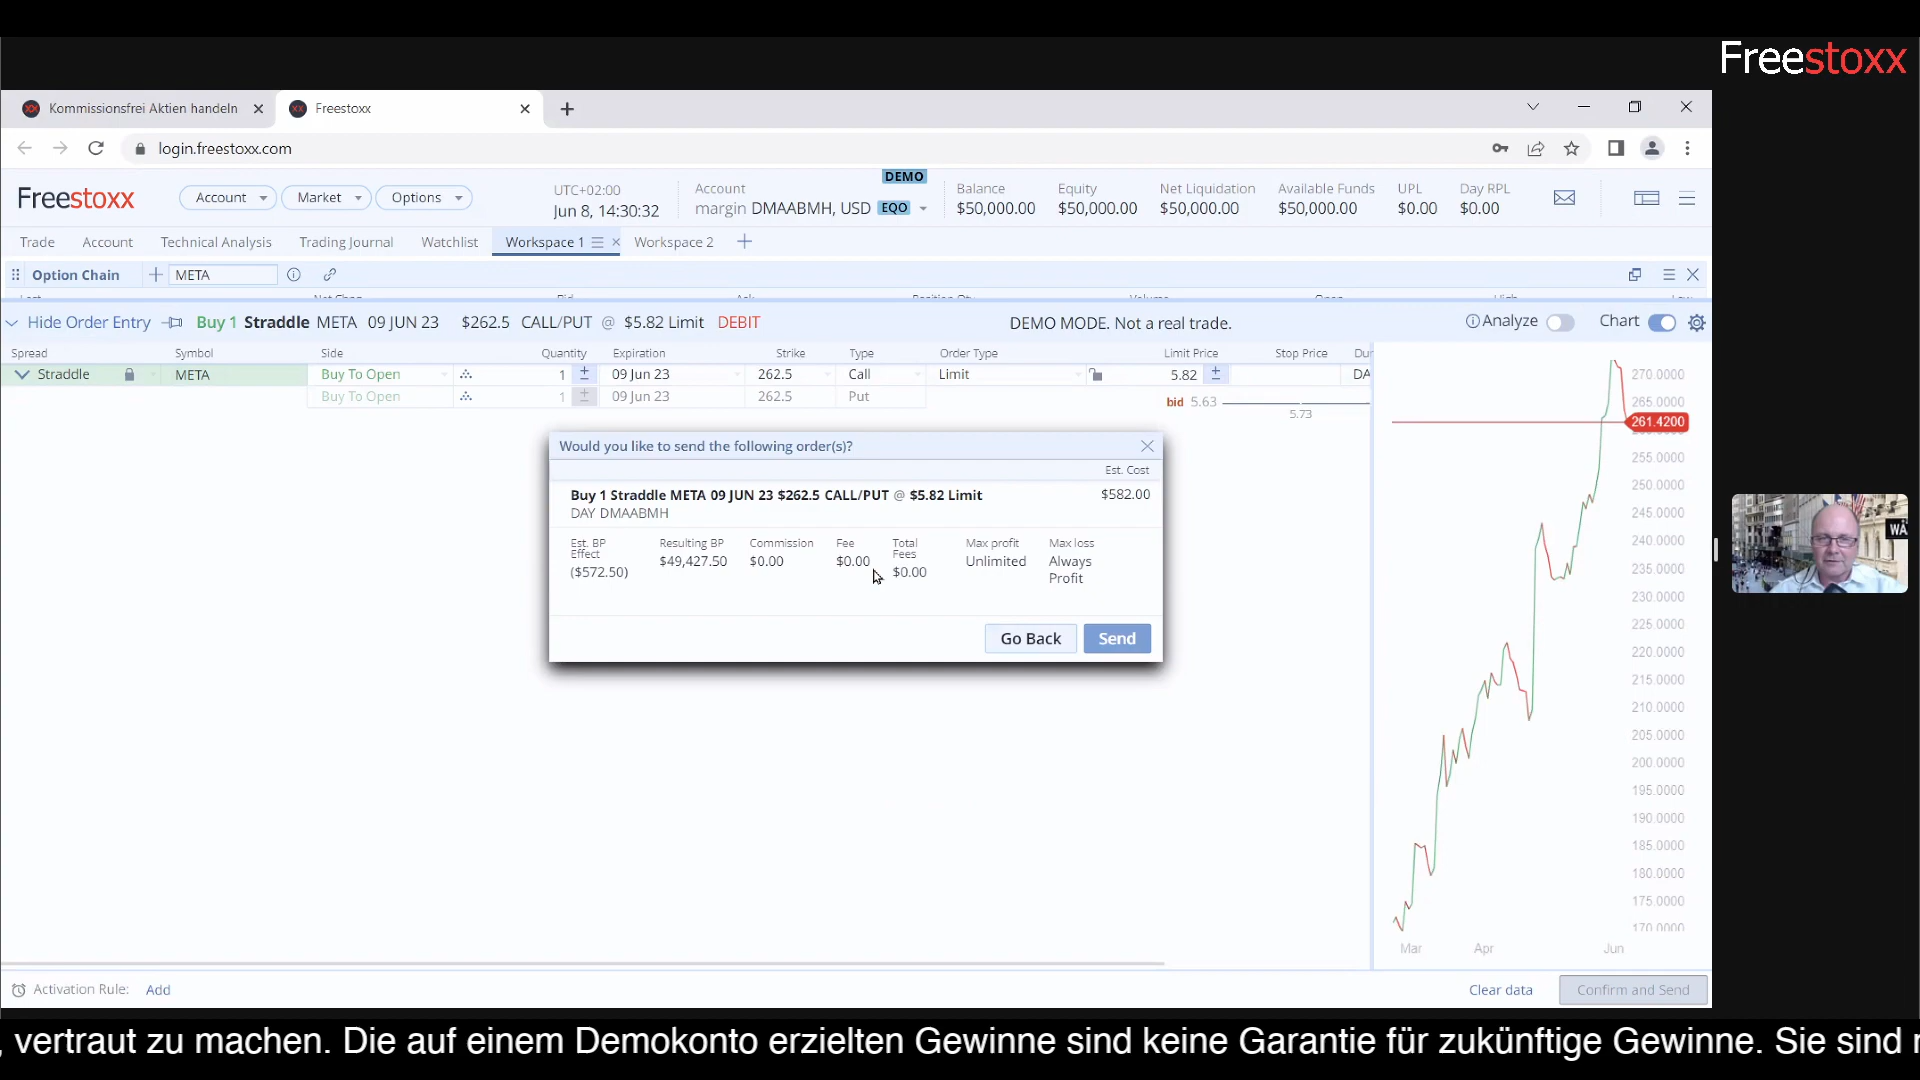 Freestoxx
Kommissionsfrei Aktien handeln
Freestoxx
login.freestoxx.com
DEMO
Freestoxx
Account
Market
Options
UTC+02:00
Jun 8, 14:30:32
Account
margin DMAABMH, USD EQO
Balance
$50,000.00
Equity
$50,000.00
Net Liquidation
$50,000.00
Available Funds
$50,000.00
UPL
$0.00
Day RPL
$0.00
Trade Account Technical Analysis Trading Journal Watchlist Workspace 1 Workspace 2
Option Chain META
Hide Order Entry Buy 1 Straddle META 09 JUN 23 $262.5 CALL/PUT @ $5.82 Limit DEBIT DEMO MODE. Not a real trade. Analyze Chart
Spread Symbol Side Quantity Expiration Strike Type Order Type Limit Price Stop Price Dur
Straddle META Buy To Open 1 09 Jun 23 262.5 Call Limit 5.82 DA
Buy To Open 1 09 Jun 23 262.5 Put bid 5.63
5.73
Would you like to send the following order(s)?
Est. Cost
Buy 1 Straddle META 09 JUN 23 $262.5 CALL/PUT @ $5.82 Limit $582.00
DAY DMAABMH
Est. BP
Effect
($572.50)
Resulting BP
$49,427.50
Commission
$0.00
Fee
$0.00
Total
Fees
$0.00
Max profit
Unlimited
Max loss
Always
Profit
Go Back Send
270.0000
265.0000
261.4200
255.0000
250.0000
245.0000
240.0000
235.0000
230.0000
225.0000
220.0000
215.0000
210.0000
205.0000
200.0000
195.0000
190.0000
185.0000
180.0000
175.0000
170.0000
Mar Apr Jun
WA
Activation Rule: Add Clear data Confirm and Send
, vertraut zu machen. Die auf einem Demokonto erzielten Gewinne sind keine Garantie für zukünftige Gewinne. Sie sind